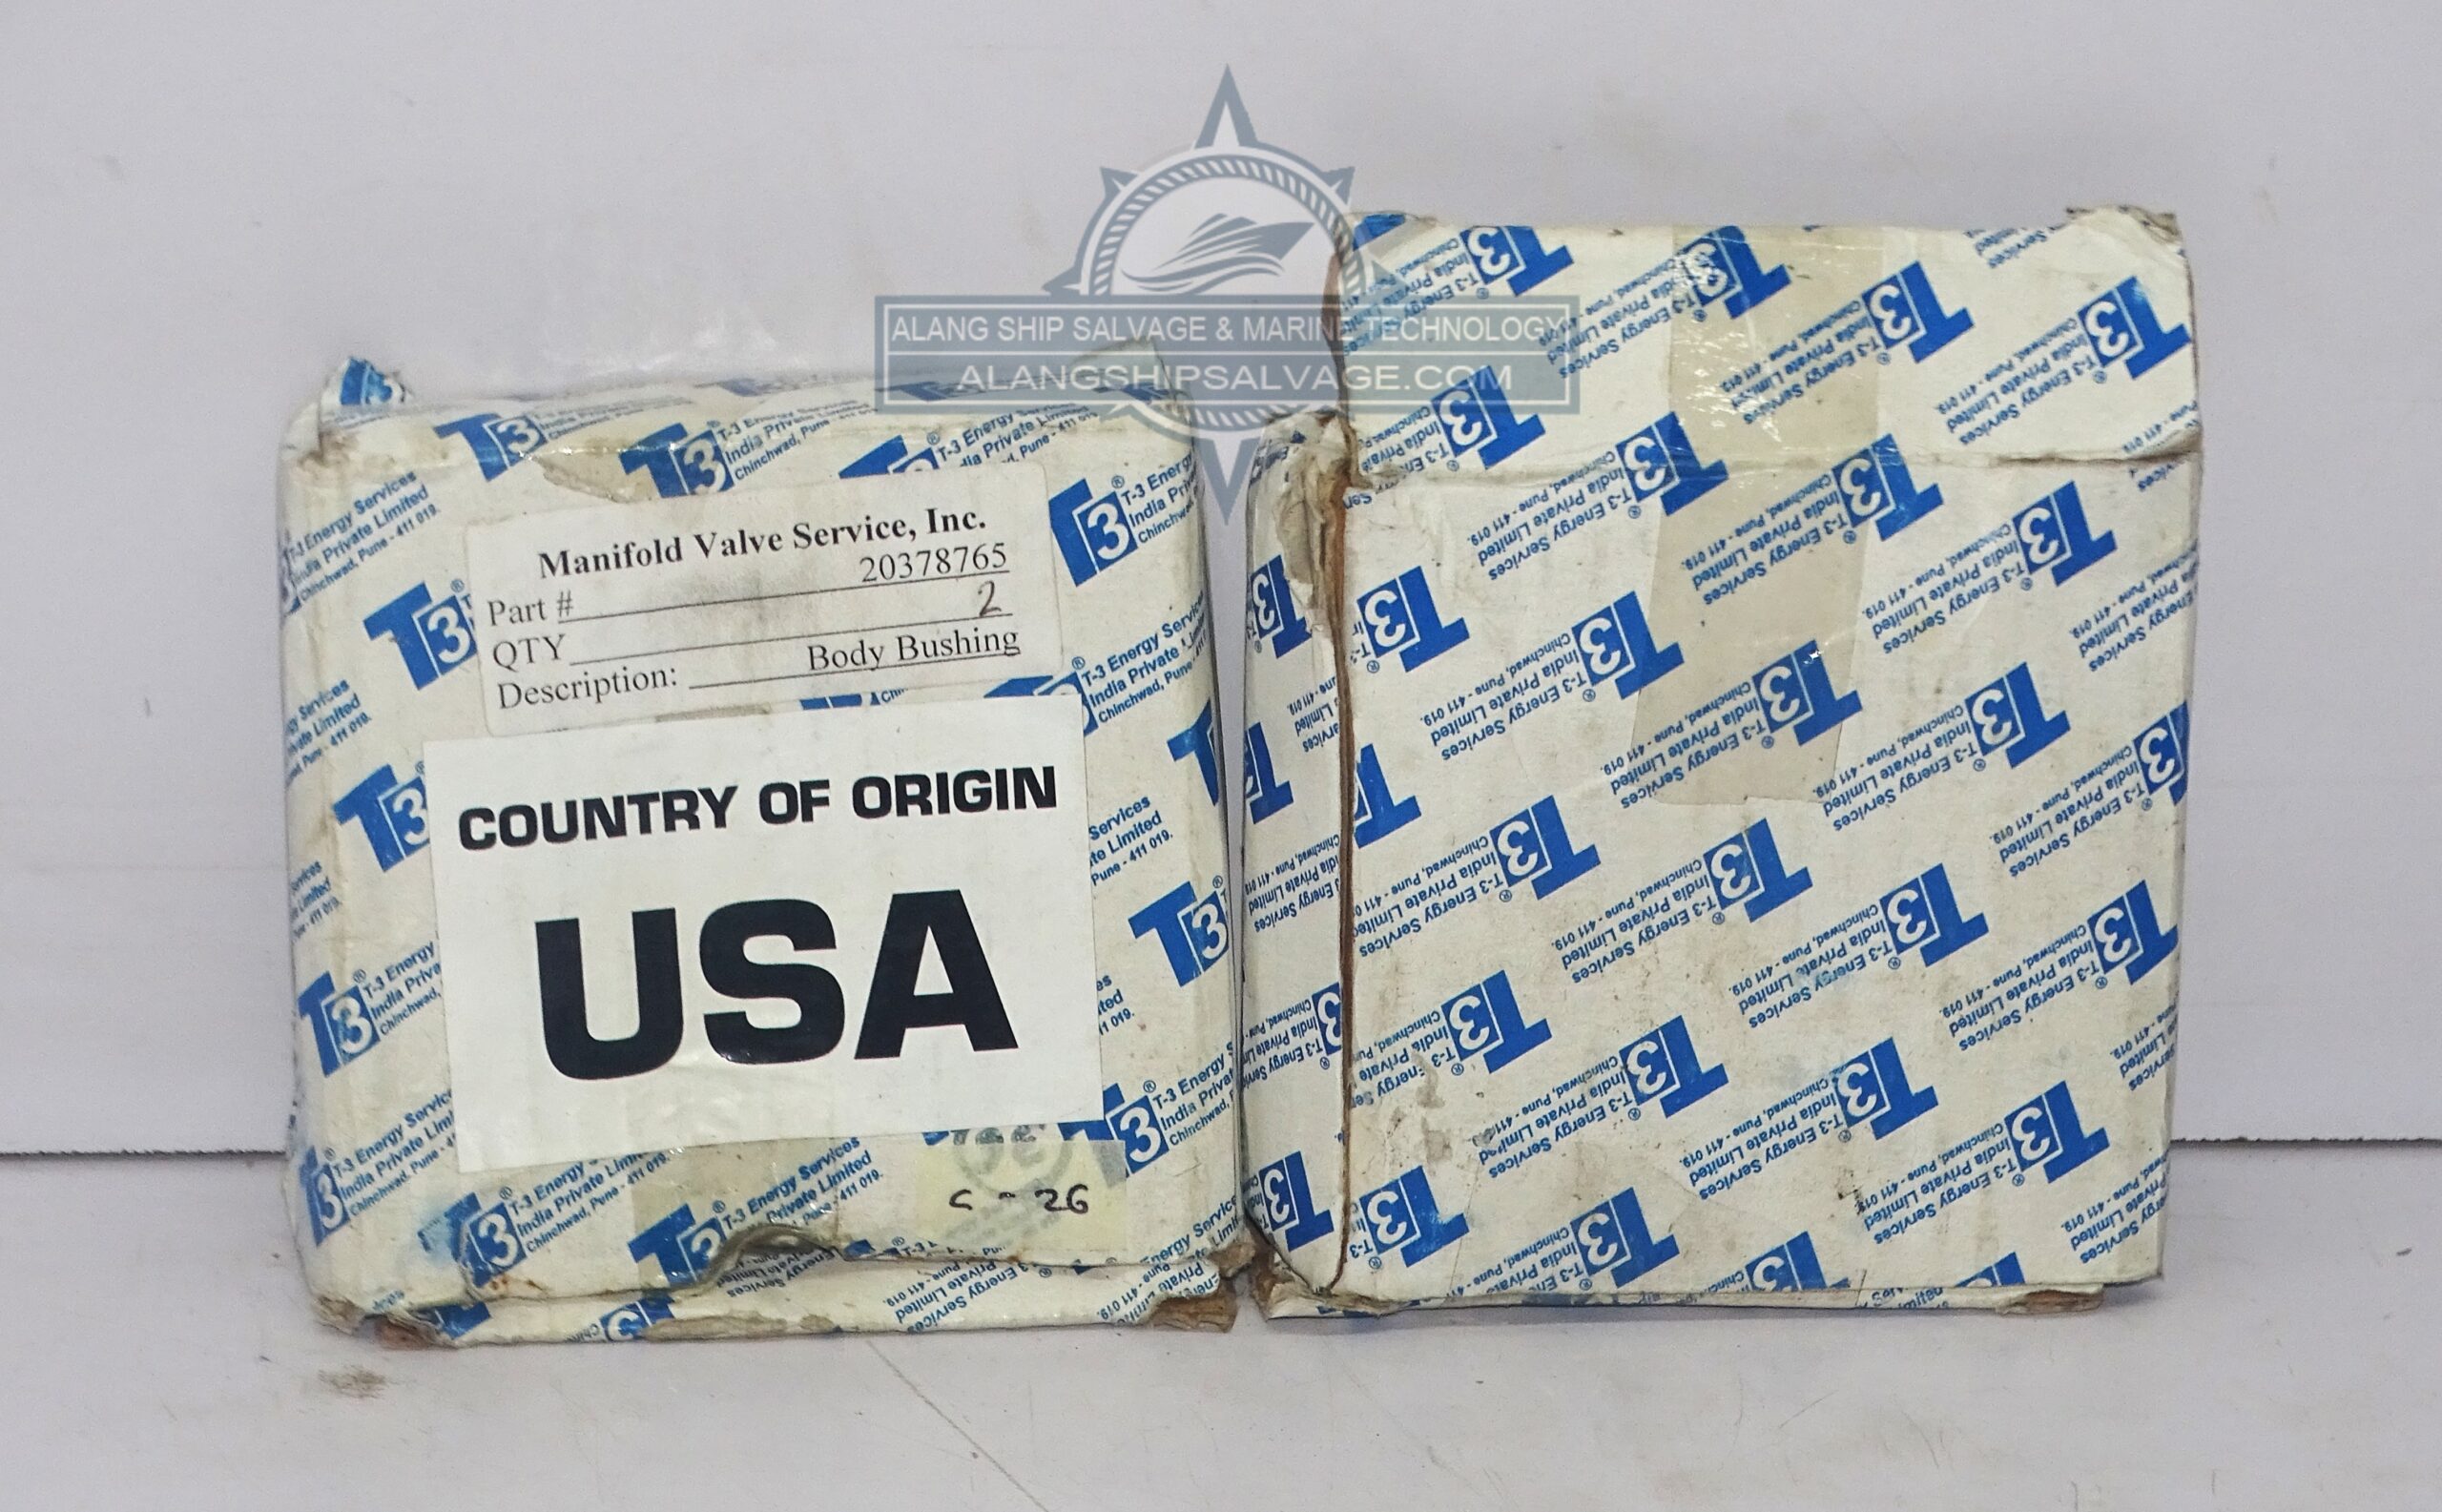 ALANG SHIP SALVAGE & MARINE TECHNOLOGY
ALANGSHIPSALVAGE.COM
Manifold Valve Service, Inc.
Part # 20378765
QTY 2
Description: Body Bushing
COUNTRY OF ORIGIN
USA
C - 26
T3® T-3 Energy Services
India Private Limited
Chinchwad, Pune - 411 019.